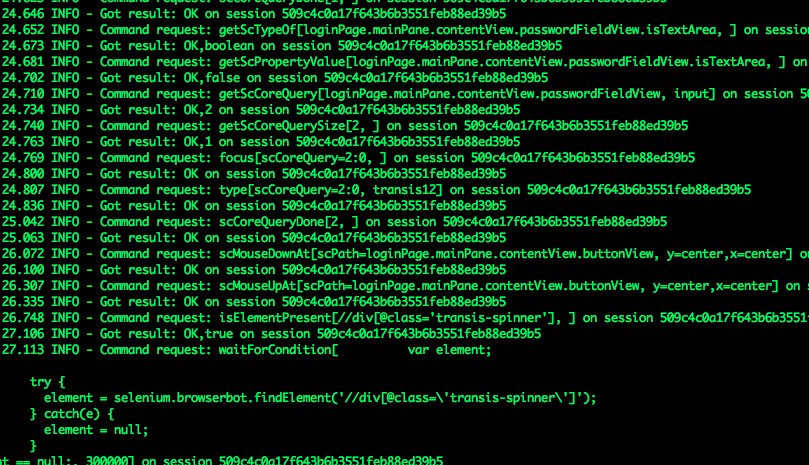 24.646 INFO - Got result: OK on session 509c4c0a17f643b6b3551feb88ed39b5
24.652 INFO - Command request: getScTypeOf[loginPage.mainPane.contentView.passwordFieldView.isTextArea, ] on session
24.673 INFO - Got result: OK,boolean on session 509c4c0a17f643b6b3551feb88ed39b5
24.681 INFO - Command request: getScPropertyValue[loginPage.mainPane.contentView.passwordFieldView.isTextArea, ] on
24.702 INFO - Got result: OK,false on session 509c4c0a17f643b6b3551feb88ed39b5
24.710 INFO - Command request: getScCoreQuery[loginPage.mainPane.contentView.passwordFieldView, input] on session 50
24.734 INFO - Got result: OK,2 on session 509c4c0a17f643b6b3551feb88ed39b5
24.740 INFO - Command request: getScCoreQuerySize[2, ] on session 509c4c0a17f643b6b3551feb88ed39b5
24.763 INFO - Got result: OK,1 on session 509c4c0a17f643b6b3551feb88ed39b5
24.769 INFO - Command request: focus[scCoreQuery=2:0, ] on session 509c4c0a17f643b6b3551feb88ed39b5
24.800 INFO - Got result: OK on session 509c4c0a17f643b6b3551feb88ed39b5
24.807 INFO - Command request: type[scCoreQuery=2:0, transis12] on session 509c4c0a17f643b6b3551feb88ed39b5
24.836 INFO - Got result: OK on session 509c4c0a17f643b6b3551feb88ed39b5
25.042 INFO - Command request: scCoreQueryDone[2, ] on session 509c4c0a17f643b6b3551feb88ed39b5
25.063 INFO - Got result: OK on session 509c4c0a17f643b6b3551feb88ed39b5
26.072 INFO - Command request: scMouseDownAt[scPath=loginPage.mainPane.contentView.buttonView, y=center,x=center] on
26.100 INFO - Got result: OK on session 509c4c0a17f643b6b3551feb88ed39b5
26.307 INFO - Command request: scMouseUpAt[scPath=loginPage.mainPane.contentView.buttonView, y=center,x=center] on s
26.335 INFO - Got result: OK on session 509c4c0a17f643b6b3551feb88ed39b5
26.748 INFO - Command request: isElementPresent[//div[@class='transis-spinner'], ] on session 509c4c0a17f643b6b3551f
27.106 INFO - Got result: OK,true on session 509c4c0a17f643b6b3551feb88ed39b5
27.113 INFO - Command request: waitForCondition[          var element;
try {
element = selenium.browserbot.findElement('//div[@class=\'transis-spinner\']');
} catch(e) {
element = null;
}
nt == null;, 300000] on session 509c4c0a17f643b6b3551feb88ed39b5